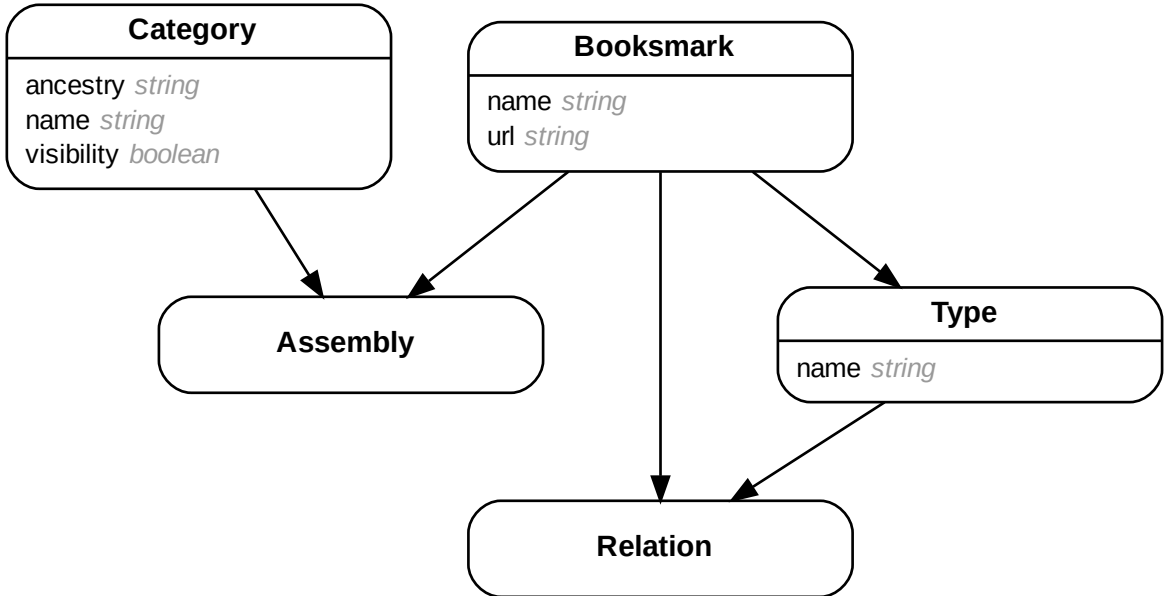 Category
ancestry string
name string
visibility boolean
Booksmark
name string
url string
Assembly
Type
name string
Relation